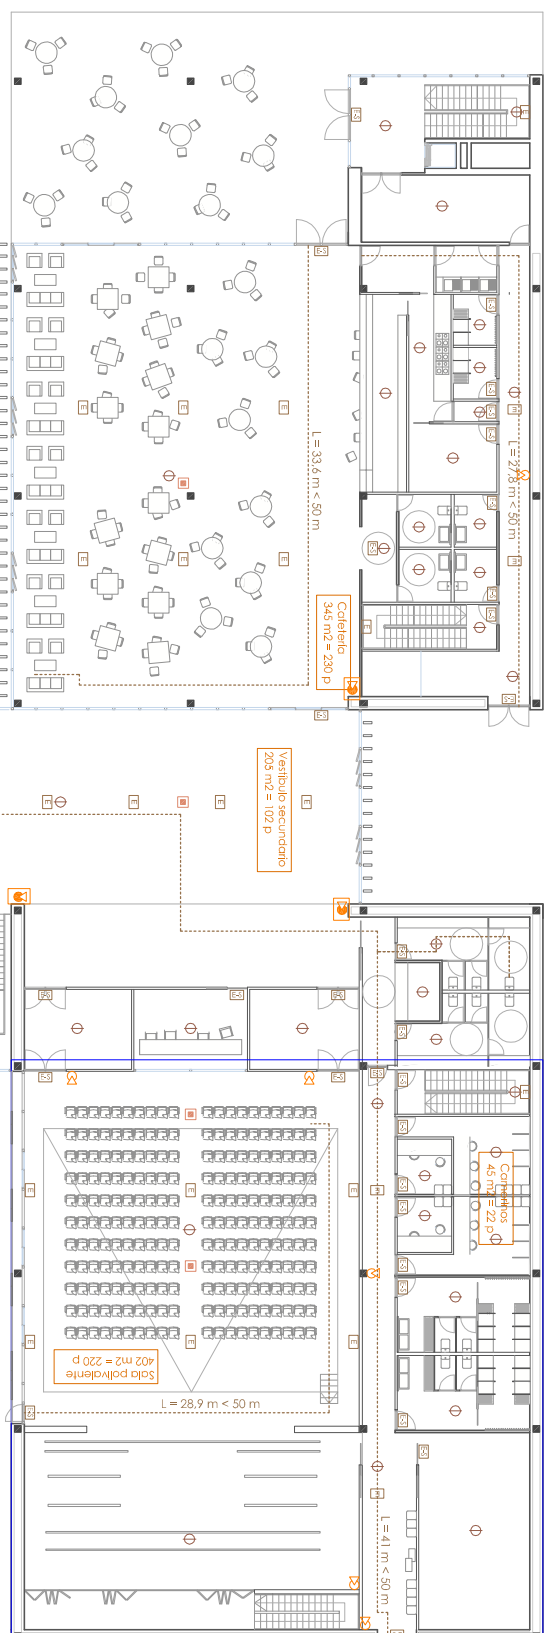 E-S
E
E-S
L = 33,6 m < 50 m
L = 27,8 m < 50 m
E
E
E
E
E
E
E
E
E-S
Cafetería
345 m2 = 230 p
E-S
Vestíbulo secundario
205 m2 = 102 p
E
E
E
E
E-S
E-S
E-S
E-S
E-S
E
Camerinos
45 m2 = 22 p
E
E
E
E
E
E
E
Sala polivalente
402 m2 = 220 p
L = 28,9 m < 50 m
E-S
E-S
E
L = 41 m < 50 m